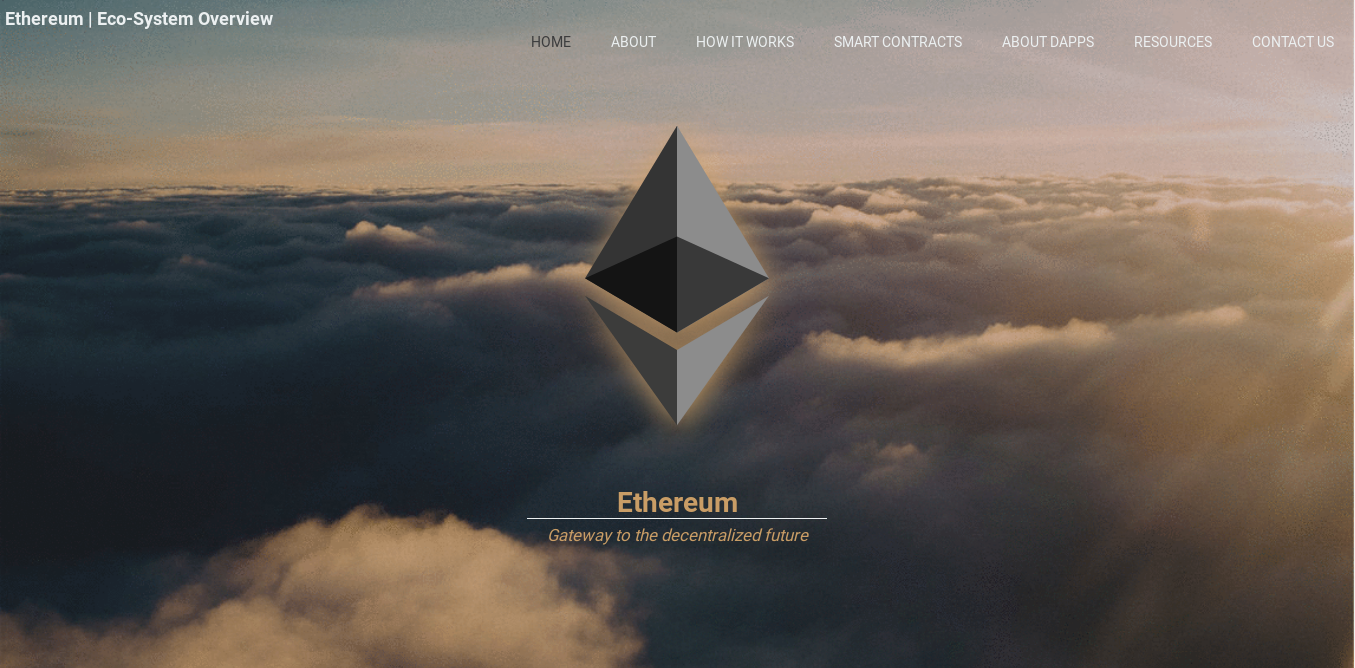 Ethereum | Eco-System Overview
HOME ABOUT HOW IT WORKS SMART CONTRACTS ABOUT DAPPS RESOURCES CONTACT US
Ethereum
Gateway to the decentralized future